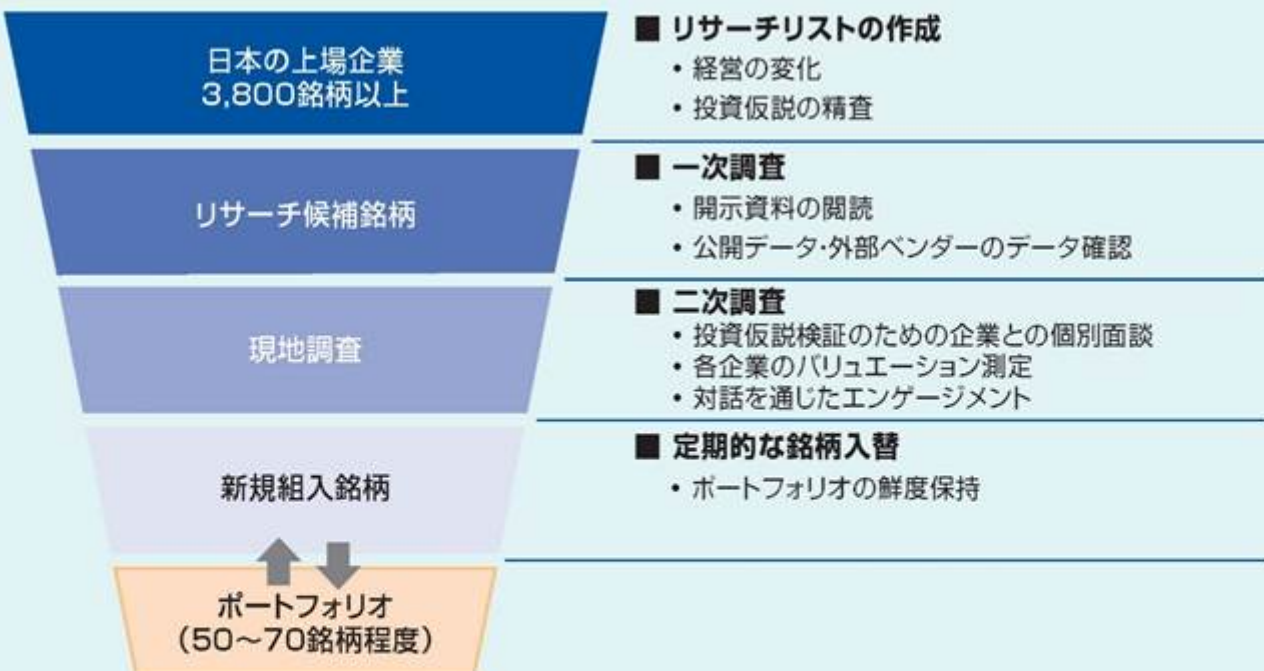 日本の上場企業
3,800銘柄以上
■ リサーチリストの作成
・経営の変化
・投資仮説の精査
リサーチ候補銘柄
■ 一次調査
・開示資料の閲読
・公開データ・外部ベンダーのデータ確認
現地調査
■ 二次調査
・投資仮説検証のための企業との個別面談
・各企業のバリュエーション測定
・対話を通じたエンゲージメント
新規組入銘柄
■ 定期的な銘柄入替
・ポートフォリオの鮮度保持
ポートフォリオ
(50〜70銘柄程度)